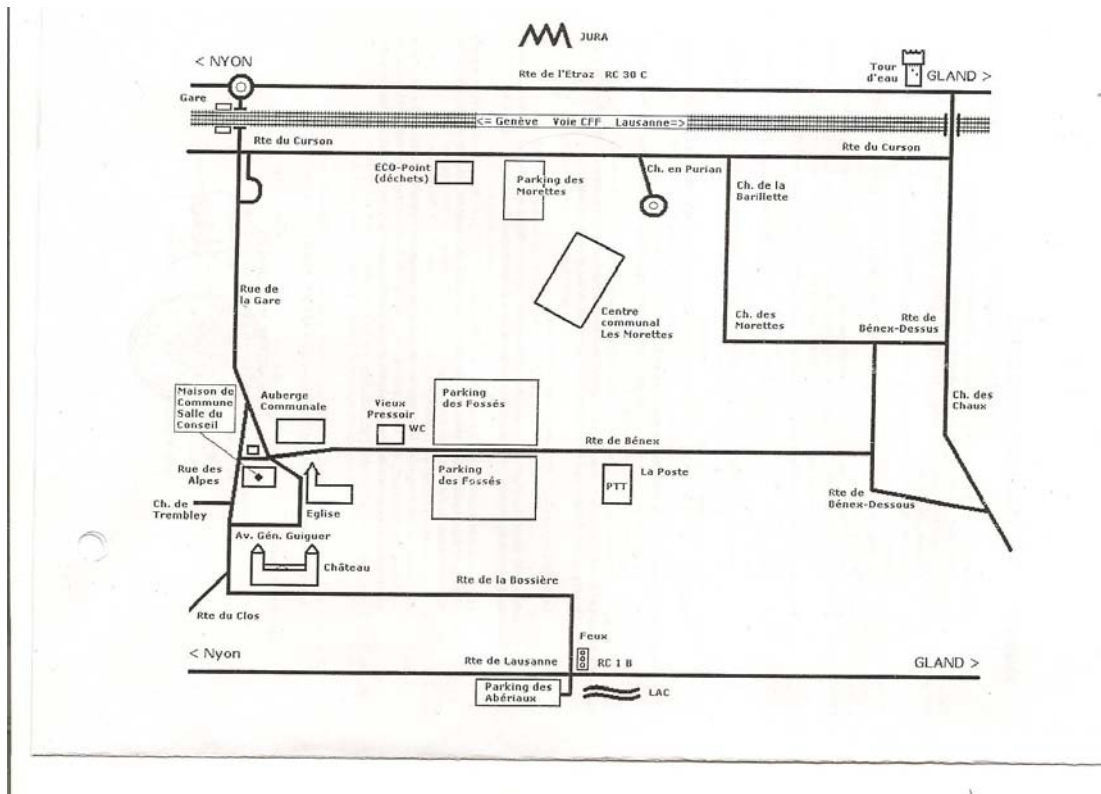 JURA
< NYON
Rte de l'Etraz RC 30 C
Tour
d'eau
GLAND >
Gare
<= Genève Voie CFF Lausanne=>
Rte du Curson
Rte du Curson
ECO-Point
(déchets)
Parking des
Morettes
Ch. en Purian
Ch. de la
Barillette
Rue de
la Gare
Centre
communal
Les Morettes
Ch. des
Morettes
Rte de
Bénex-Dessus
Maison de
Commune
Salle du
Conseil
Auberge
Communale
Vieux
Pressoir
WC
Parking
des Fossés
Ch. des
Chaux
Rte de Bénex
Rue des
Alpes
Parking
des Fossés
La Poste
PTT
Ch. de
Trembley
Eglise
Rte de
Bénex-Dessous
Av. Gén. Guiguer
Château
Rte de la Bossière
Rte du Clos
Feux
< Nyon
Rte de Lausanne
RC 1 B
GLAND >
Parking des
Abériaux
LAC